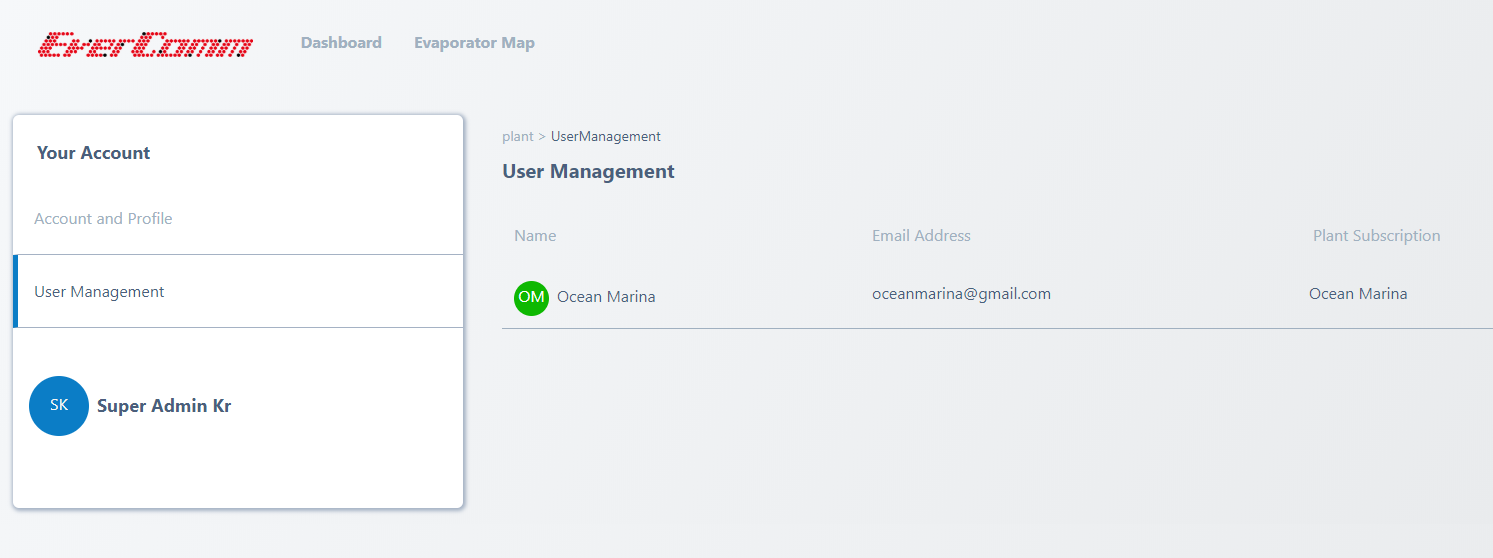 EverComm
Dashboard
Evaporator Map
Your Account
Account and Profile
User Management
SK
Super Admin Kr
plant > UserManagement
User Management
Name
Email Address
Plant Subscription
OM
Ocean Marina
oceanmarina@gmail.com
Ocean Marina